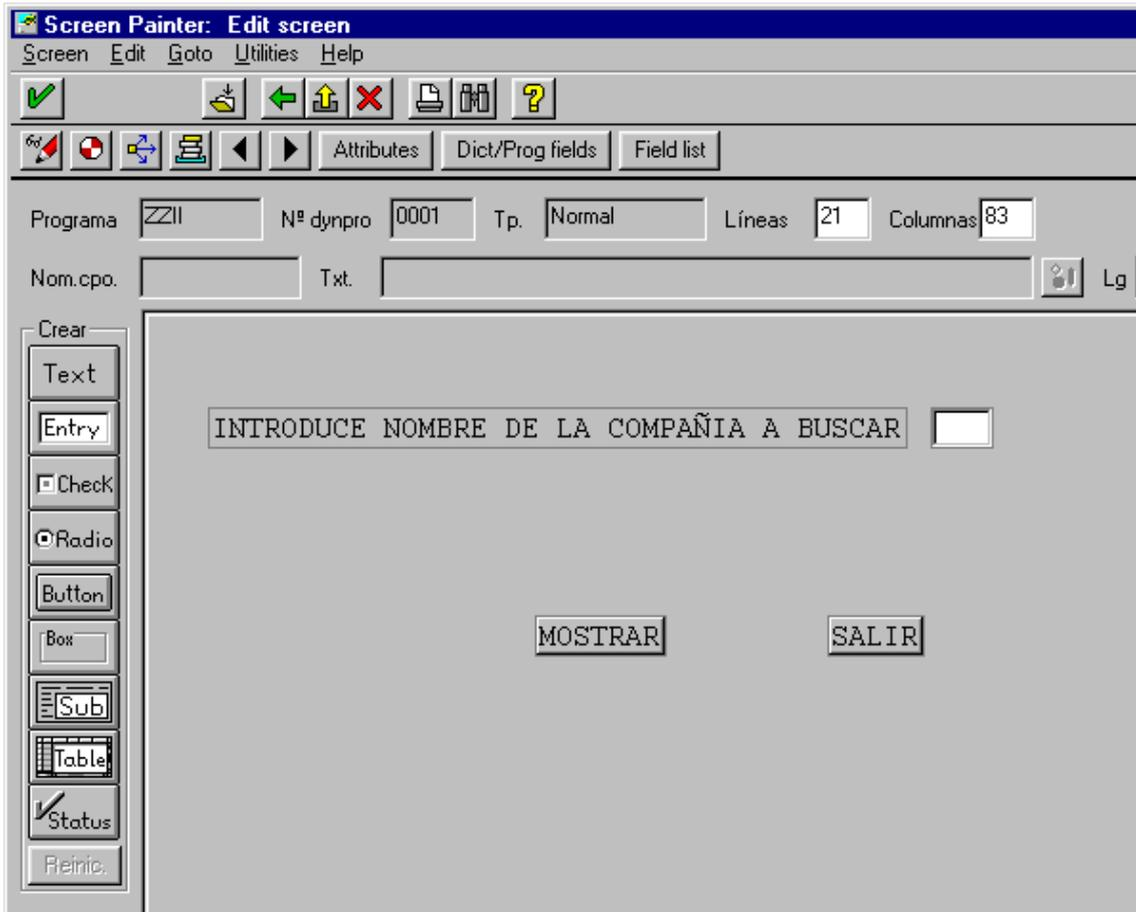 Screen Painter: Edit screen
Screen Edit Goto Utilities Help
Attributes Dict/Prog fields Field list
Programa ZZII Nº dynpro 0001 Tp. Normal Líneas 21 Columnas 83
Nom.cpo. Txt. Lg
Crear
Text
Entry
Check
Radio
Button
Box
Sub
Table
Status
Reinic.
INTRODUCE NOMBRE DE LA COMPAÑIA A BUSCAR
MOSTRAR SALIR